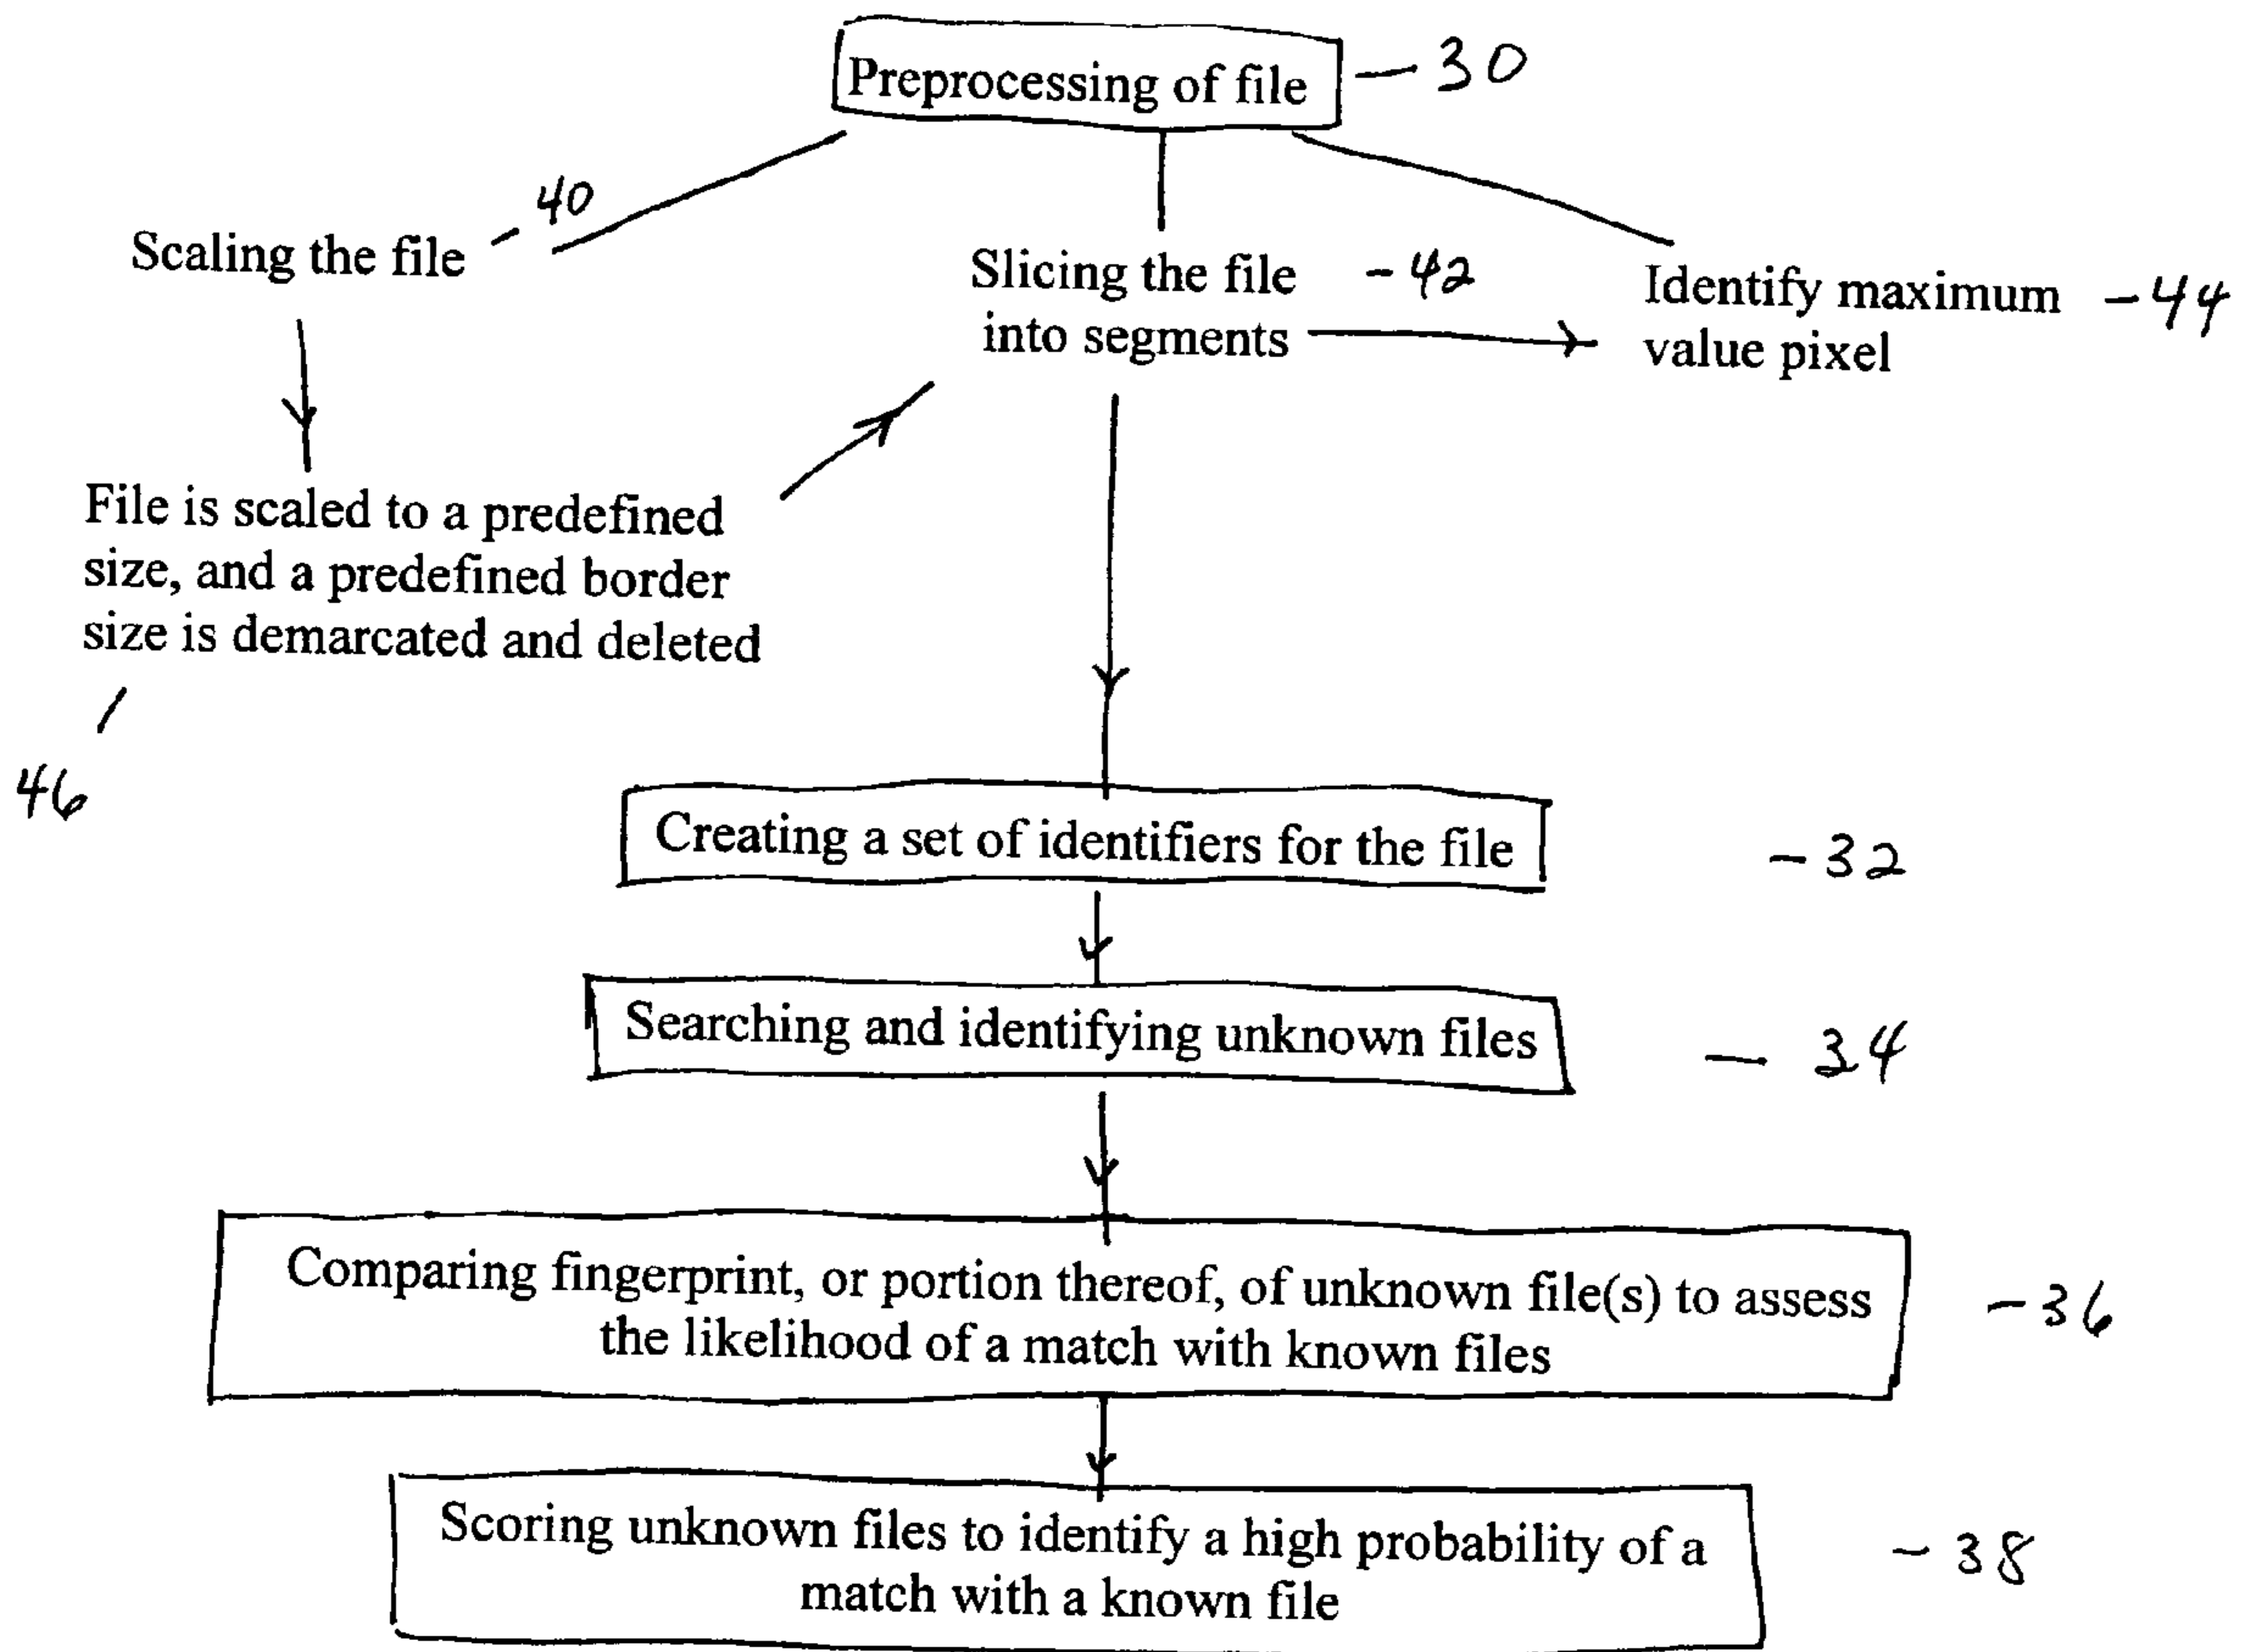 Preprocessing of file - 30
Scaling the file - 40
Slicing the file - 42
into segments
Identify maximum - 44
value pixel
File is scaled to a predefined
size, and a predefined border
size is demarcated and deleted
46
Creating a set of identifiers for the file - 32
Searching and identifying unknown files - 34
Comparing fingerprint, or portion thereof, of unknown file(s) to assess - 36
the likelihood of a match with known files
Scoring unknown files to identify a high probability of a - 38
match with a known file